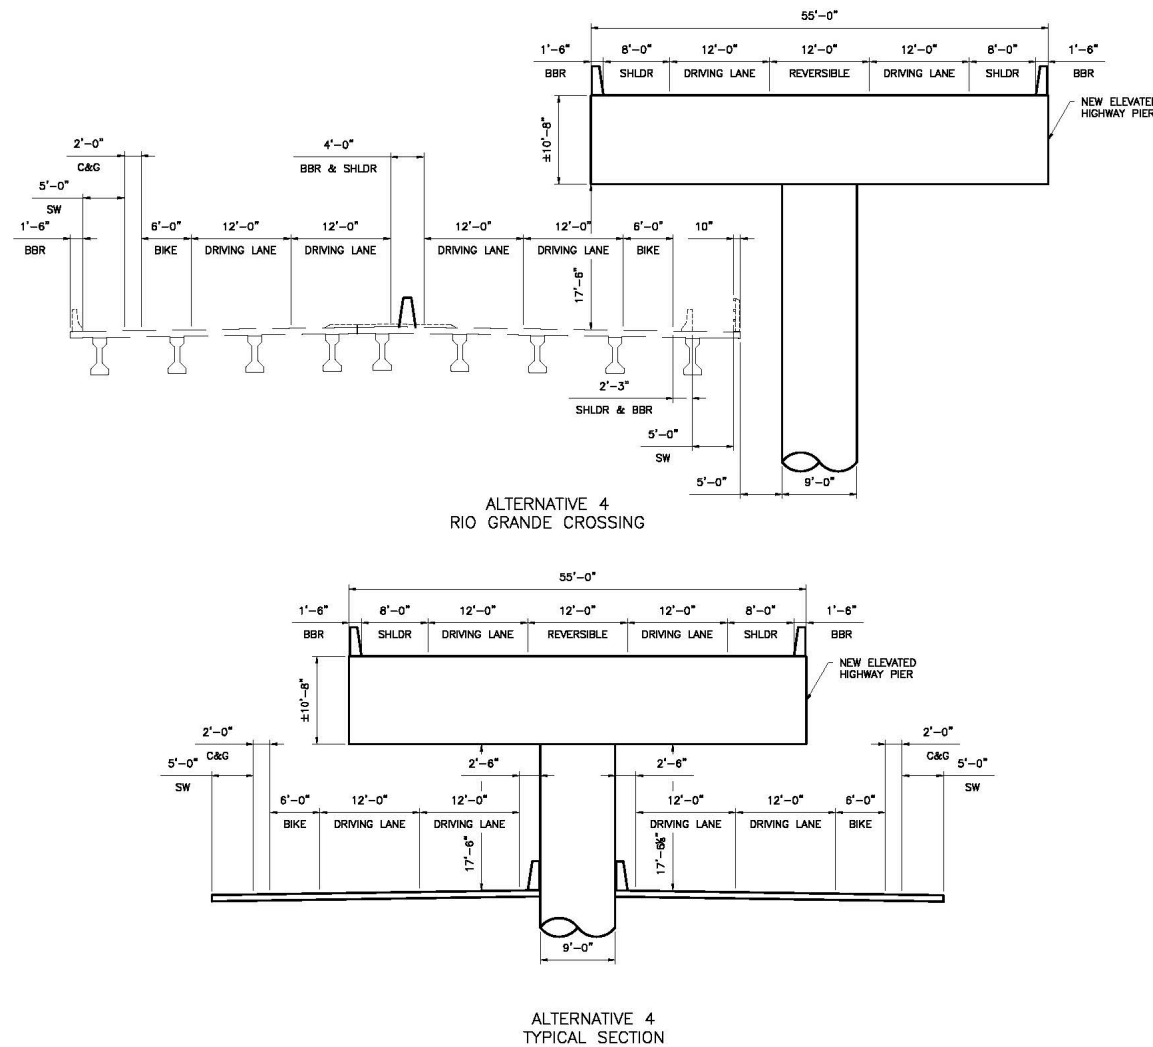 55'-0"
1'-6" 8'-0" 12'-0" 12'-0" 12'-0" 8'-0" 1'-6"
BBR SHLDR DRIVING LANE REVERSIBLE DRIVING LANE SHLDR BBR
NEW ELEVATED
HIGHWAY PIER
±10'-8"
2'-0" 4'-0"
C&G BBR & SHLDR
5'-0"
SW
1'-6" 6'-0" 12'-0" 12'-0" 12'-0" 12'-0" 6'-0" 10"
BBR BIKE DRIVING LANE DRIVING LANE DRIVING LANE DRIVING LANE BIKE
17'-6"
2'-3"
SHLDR & BBR
5'-0"
SW
5'-0" 9'-0"
ALTERNATIVE 4
RIO GRANDE CROSSING
55'-0"
1'-6" 8'-0" 12'-0" 12'-0" 12'-0" 8'-0" 1'-6"
BBR SHLDR DRIVING LANE REVERSIBLE DRIVING LANE SHLDR BBR
NEW ELEVATED
HIGHWAY PIER
±10'-8"
2'-0" 2'-0"
C&G C&G
5'-0" 2'-6" 2'-6" 5'-0"
SW SW
6'-0" 12'-0" 12'-0" 12'-0" 12'-0" 6'-0"
BIKE DRIVING LANE DRIVING LANE DRIVING LANE DRIVING LANE BIKE
17'-6"
9'-0"
ALTERNATIVE 4
TYPICAL SECTION